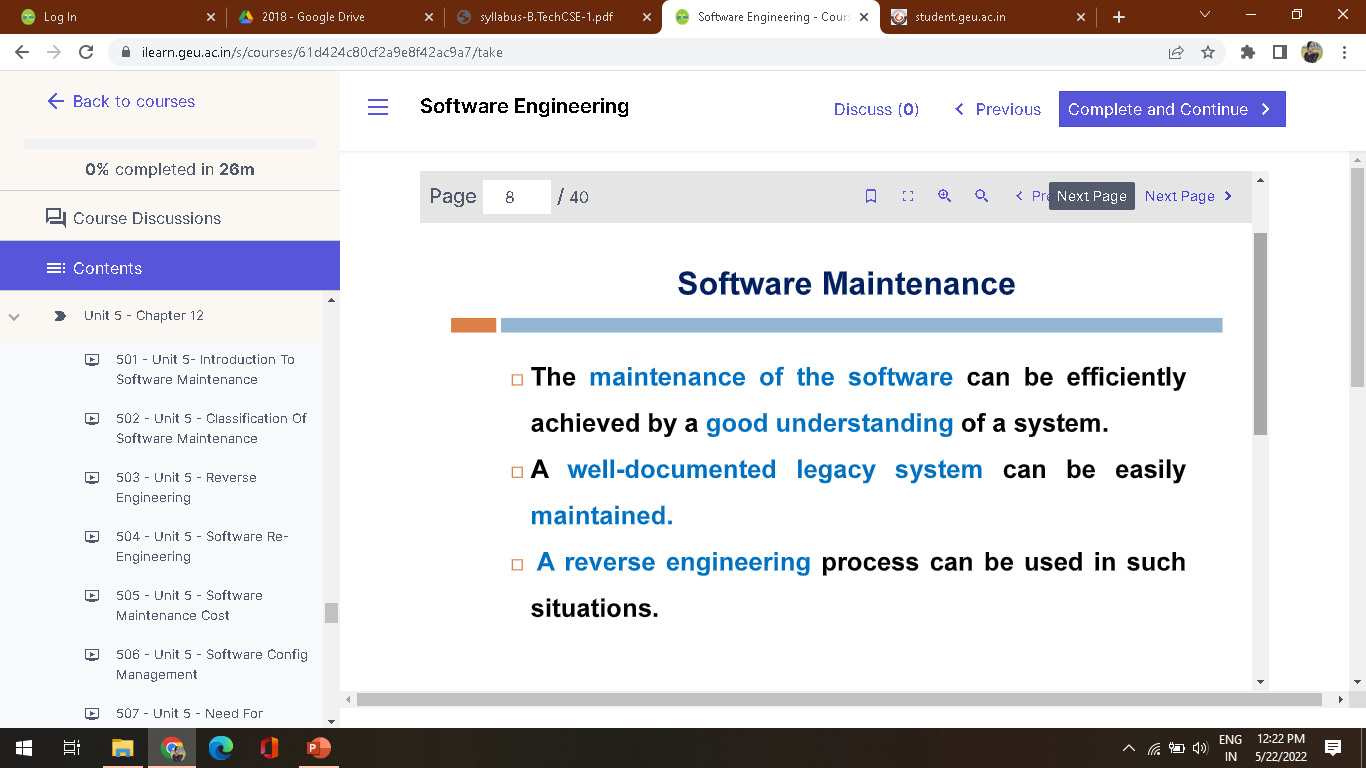 Log In
2018 - Google Drive
syllabus-B.TechCSE-1.pdf
Software Engineering - Cour
student.geu.ac.in
ilearn.geu.ac.in/s/courses/61d424c80cf2a9e8f42ac9a7/take
Back to courses
0% completed in 26m
Course Discussions
Contents
Unit 5 - Chapter 12
501 - Unit 5- Introduction To
Software Maintenance
502 - Unit 5 - Classification Of
Software Maintenance
503 - Unit 5 - Reverse
Engineering
504 - Unit 5 - Software Re-
Engineering
505 - Unit 5 - Software
Maintenance Cost
506 - Unit 5 - Software Config
Management
507 - Unit 5 - Need For
Software Engineering
Discuss (0)
Previous
Complete and Continue
Page 8 / 40
Pre
Next Page
Next Page
Software Maintenance
The maintenance of the software can be efficiently
achieved by a good understanding of a system.
A well-documented legacy system can be easily
maintained.
A reverse engineering process can be used in such
situations.
ENG
IN
12:22 PM
5/22/2022